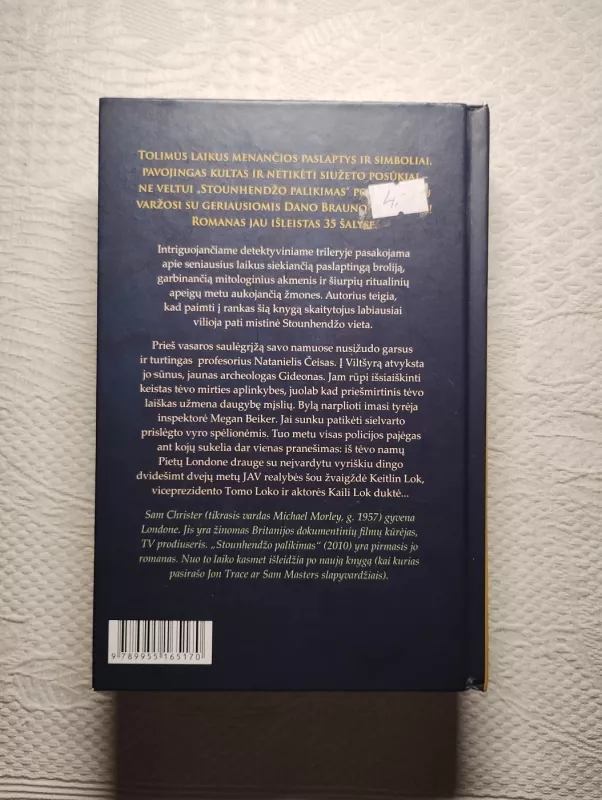 TOLIMUS LAIKUS MENANČIOS PASLAPTYS IR SIMBOLIAI,
PAVOJINGAS KULTAS IR NETIKĖTI SIUŽETO POSŪKIAI
NE VELTUI „STOUNHENDŽO PALIKIMAS“
VARŽOSI SU GERIAUSIOMIS DANO BRAUNO
ROMANAS JAU IŠLEISTAS 35 ŠALYSE.
4,-
Intriguojančiame detektyviniame trileryje pasakojama
apie seniausius laikus siekiančią paslaptingą broliją,
garbinančią mitologinius akmenis ir šiurpių ritualinių
apeigų metu aukojančią žmones. Autorius teigia,
kad paimti į rankas šią knygą skaitytojus labiausiai
vilioja pati mistinė Stounhendžo vieta.
Prieš vasaros saulėgrįžą savo namuose nusižudo garsus
ir turtingas profesorius Natanielis Čeisas. Į Viltšyrą atvyksta
jo sūnus, jaunas archeologas Gideonas. Jam rūpi išsiaiškinti
keistas tėvo mirties aplinkybes, juolab kad priešmirtinis tėvo
laiškas užmena daugybę mįslių. Bylą narplioti imasi tyrėja
inspektorė Megan Beiker. Jai sunku patikėti sielvarto
prislėgto vyro spėlionėmis. Tuo metu visas policijos pajėgas
ant kojų sukelia dar vienas pranešimas: iš tėvo namų
Pietų Londone drauge su neįvardytu vyriškiu dingo
dvidešimt dvejų metų JAV realybės šou žvaigždė Keitlin Lok,
viceprezidento Tomo Loko ir aktorės Kaili Lok duktė...
Sam Christer (tikrasis vardas Michael Morley, g. 1957) gyvena
Londone. Jis yra žinomas Britanijos dokumentinių filmų kūrėjas,
TV prodiuseris. „Stounhendžo palikimas“ (2010) yra pirmasis jo
romanas. Nuo to laiko kasmet išleidžia po naują knygą (kai kurias
pasirašo Jon Trace ar Sam Masters slapyvardžiais).
9 789955 165170